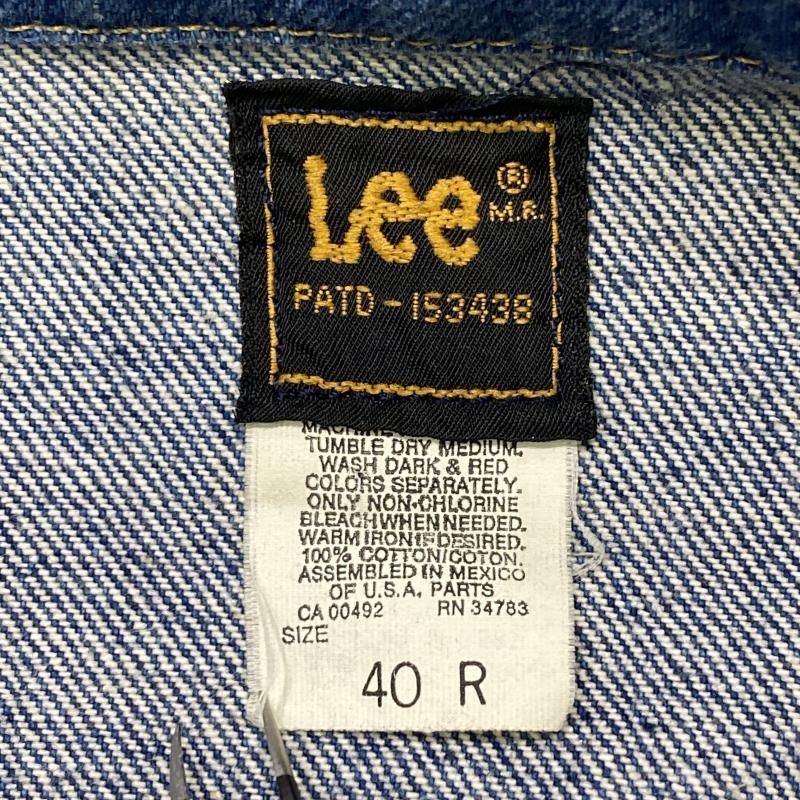 Lee ®
M.R.
PATD-153438
MACHINE
TUMBLE DRY MEDIUM.
WASH DARK & RED
COLORS SEPARATELY.
ONLY NON-CHLORINE
BLEACH WHEN NEEDED.
WARM IRON IF DESIRED.
100% COTTON/COTON.
ASSEMBLED IN MEXICO
OF U.S.A. PARTS
CA 00492 RN 34783
SIZE
40 R